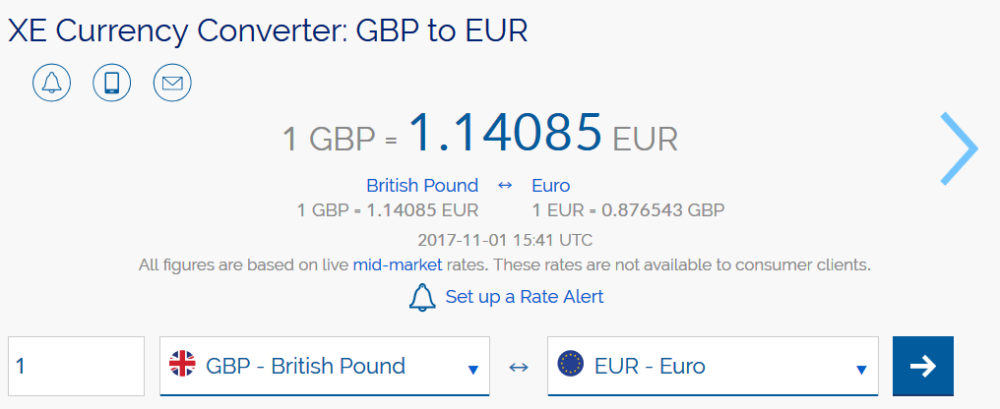 XE Currency Converter: GBP to EUR
1 GBP = 1.14085 EUR
British Pound ↔ Euro
1 GBP = 1.14085 EUR 1 EUR = 0.876543 GBP
2017-11-01 15:41 UTC
All figures are based on live mid-market rates. These rates are not available to consumer clients.
Set up a Rate Alert
1 GBP - British Pound ↔ EUR - Euro